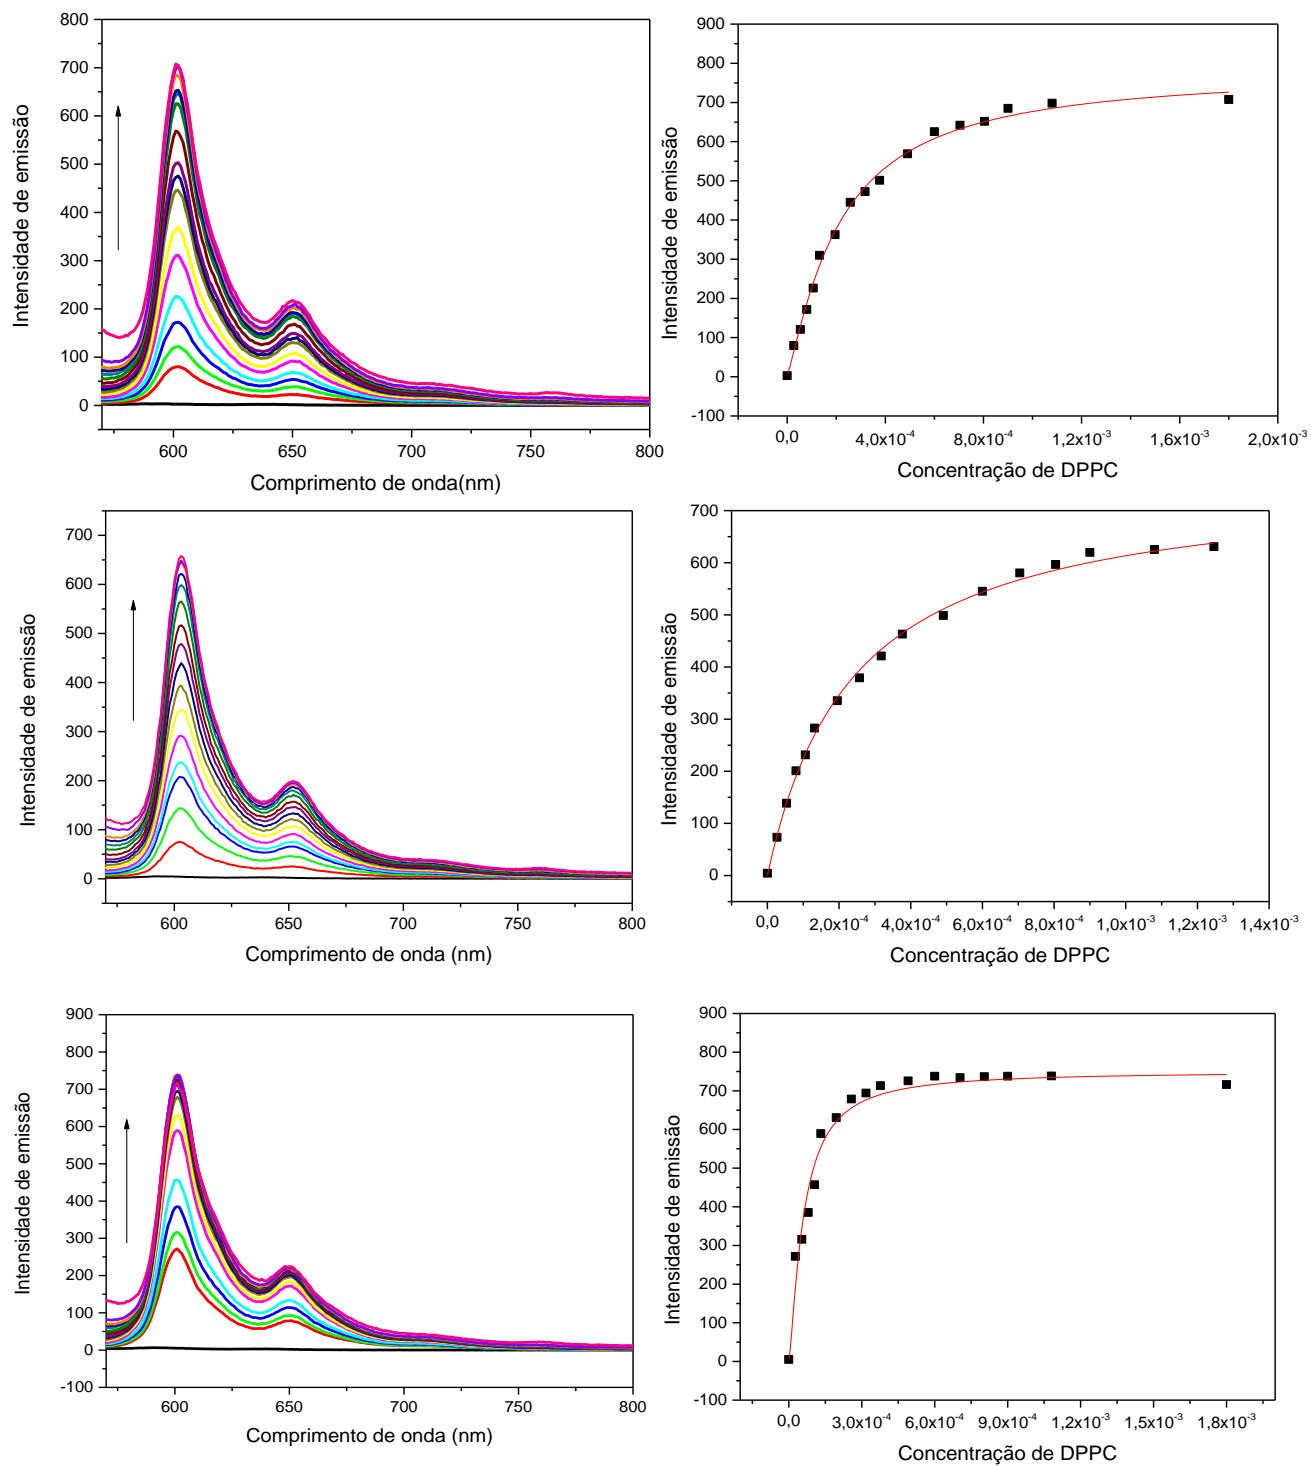 800
700
600
500
400
300
200
100
0
600
650
700
750
800
Intensidade de emissão
Comprimento de onda(nm)
900
800
700
600
500
400
300
200
100
0
-100
0,0
4,0x10-4
8,0x10-4
1,2x10-3
1,6x10-3
2,0x10-3
Intensidade de emissão
Concentração de DPPC
700
600
500
400
300
200
100
0
600
650
700
750
800
Intensidade de emissão
Comprimento de onda (nm)
700
600
500
400
300
200
100
0
0,0
2,0x10-4
4,0x10-4
6,0x10-4
8,0x10-4
1,0x10-3
1,2x10-3
1,4x10-3
Intensidade de emissão
Concentração de DPPC
900
800
700
600
500
400
300
200
100
0
-100
600
650
700
750
800
Intensidade de emissão
Comprimento de onda (nm)
900
800
700
600
500
400
300
200
100
0
-100
0,0
3,0x10-4
6,0x10-4
9,0x10-4
1,2x10-3
1,5x10-3
1,8x10-3
Intensidade de emissão
Concentração de DPPC